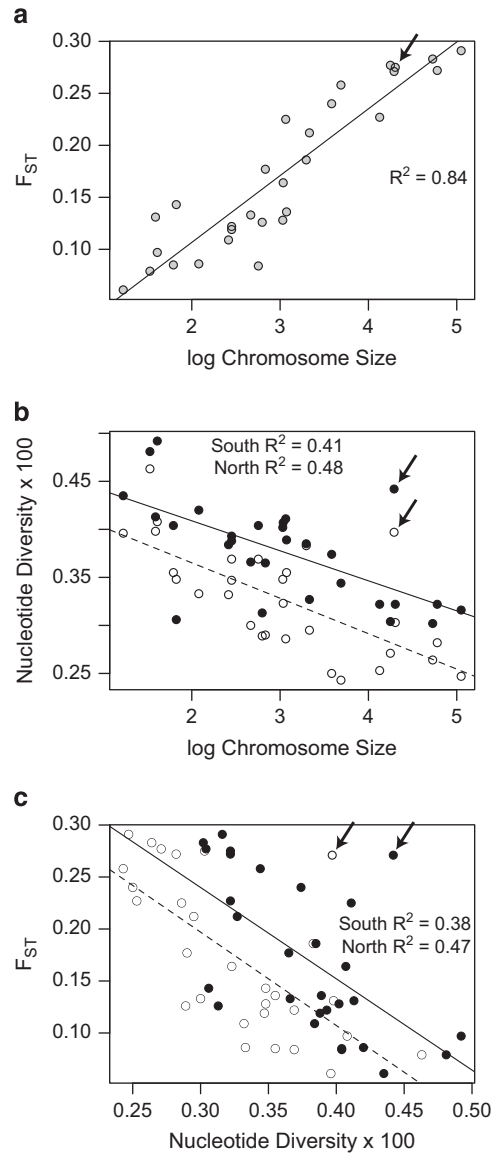 a
0.30
0.25
0.20
0.15
0.10
F_ST
R² = 0.84
2 3 4 5
log Chromosome Size
b
South R² = 0.41
North R² = 0.48
0.45
0.35
0.25
Nucleotide Diversity x 100
2 3 4 5
log Chromosome Size
c
0.30
0.25
0.20
0.15
0.10
F_ST
South R² = 0.38
North R² = 0.47
0.25 0.30 0.35 0.40 0.45 0.50
Nucleotide Diversity x 100